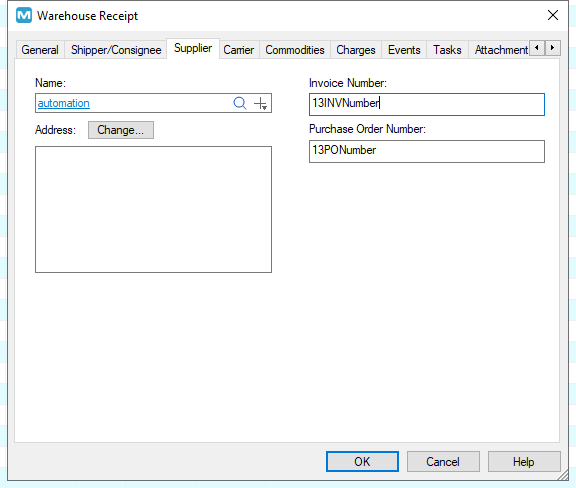 Warehouse Receipt
General Shipper/Consignee Supplier Carrier Commodities Charges Events Tasks Attachment
Name:
automation
Address: Change...
Invoice Number:
13INVNumber
Purchase Order Number:
13PONumber
OK Cancel Help